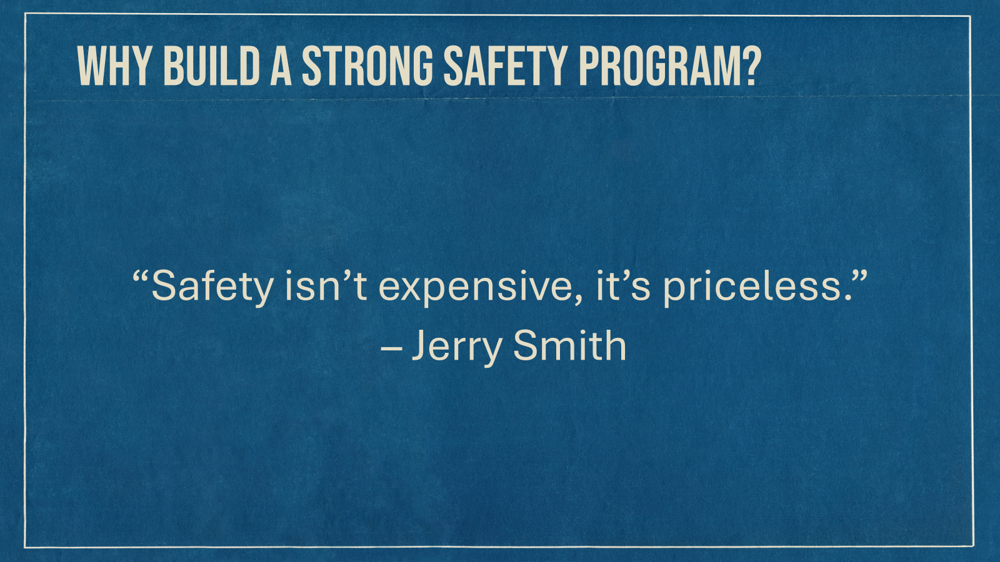 WHY BUILD A STRONG SAFETY PROGRAM?
“Safety isn’t expensive, it’s priceless.”
– Jerry Smith